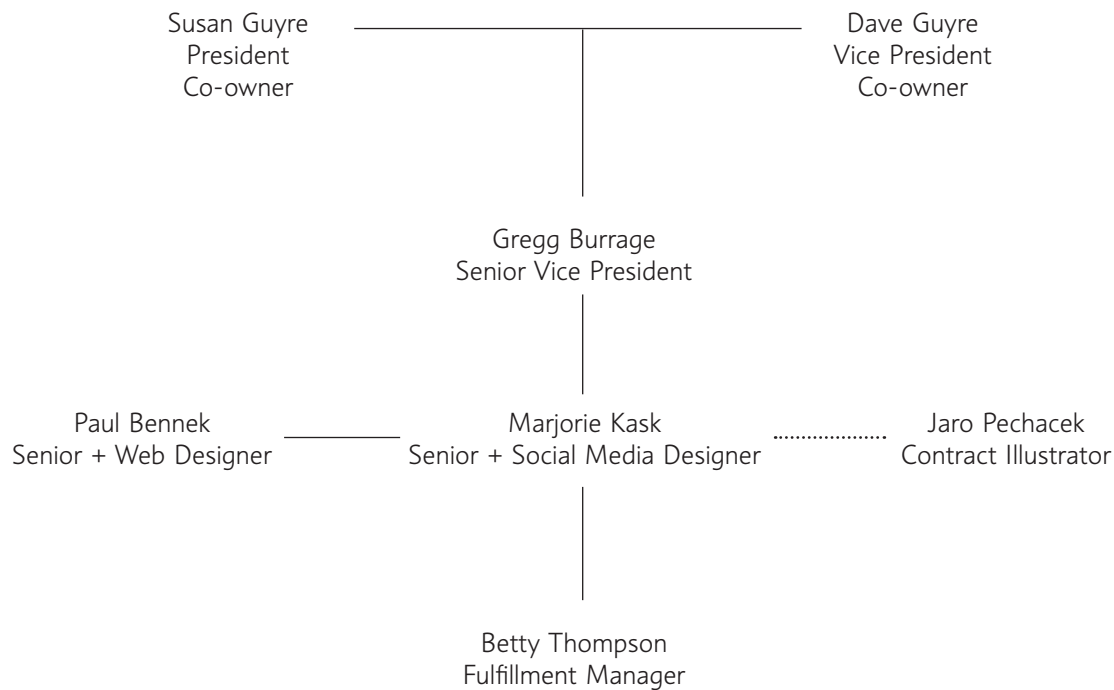 Susan Guyre
President
Co-owner
Dave Guyre
Vice President
Co-owner
Gregg Burrage
Senior Vice President
Paul Bennek
Senior + Web Designer
Marjorie Kask
Senior + Social Media Designer
Jaro Pechacek
Contract Illustrator
Betty Thompson
Fulfillment Manager